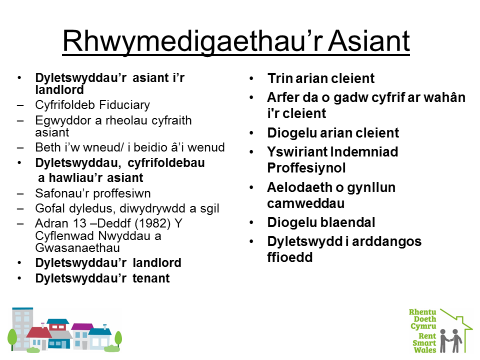 Rhwymedigaethau’r Asiant
• Dyletswyddau’r asiant i’r
landlord
– Cyfrifoldeb Fiduciary
– Egwyddor a rheolau cyfraith
asiant
– Beth i’w wneud/ i beidio â’i wenud
• Dyletswyddau, cyfrifoldebau
a hawliau’r asiant
– Safonau’r proffesiwn
– Gofal dyledus, diwydrwydd a sgil
– Adran 13 –Deddf (1982) Y
Cyflenwad Nwyddau a
Gwasanaethau
• Dyletswyddau’r landlord
• Dyletswyddau’r tenant
• Trin arian cleient
• Arfer da o gadw cyfrif ar wahân
i'r cleient
• Diogelu arian cleient
• Yswiriant Indemniad
Proffesiynol
• Aelodaeth o gynllun
camweddau
• Diogelu blaendal
• Dyletswydd i arddangos
ffioedd
Rhentu
Doeth
Cymru
Rent
Smart
Wales